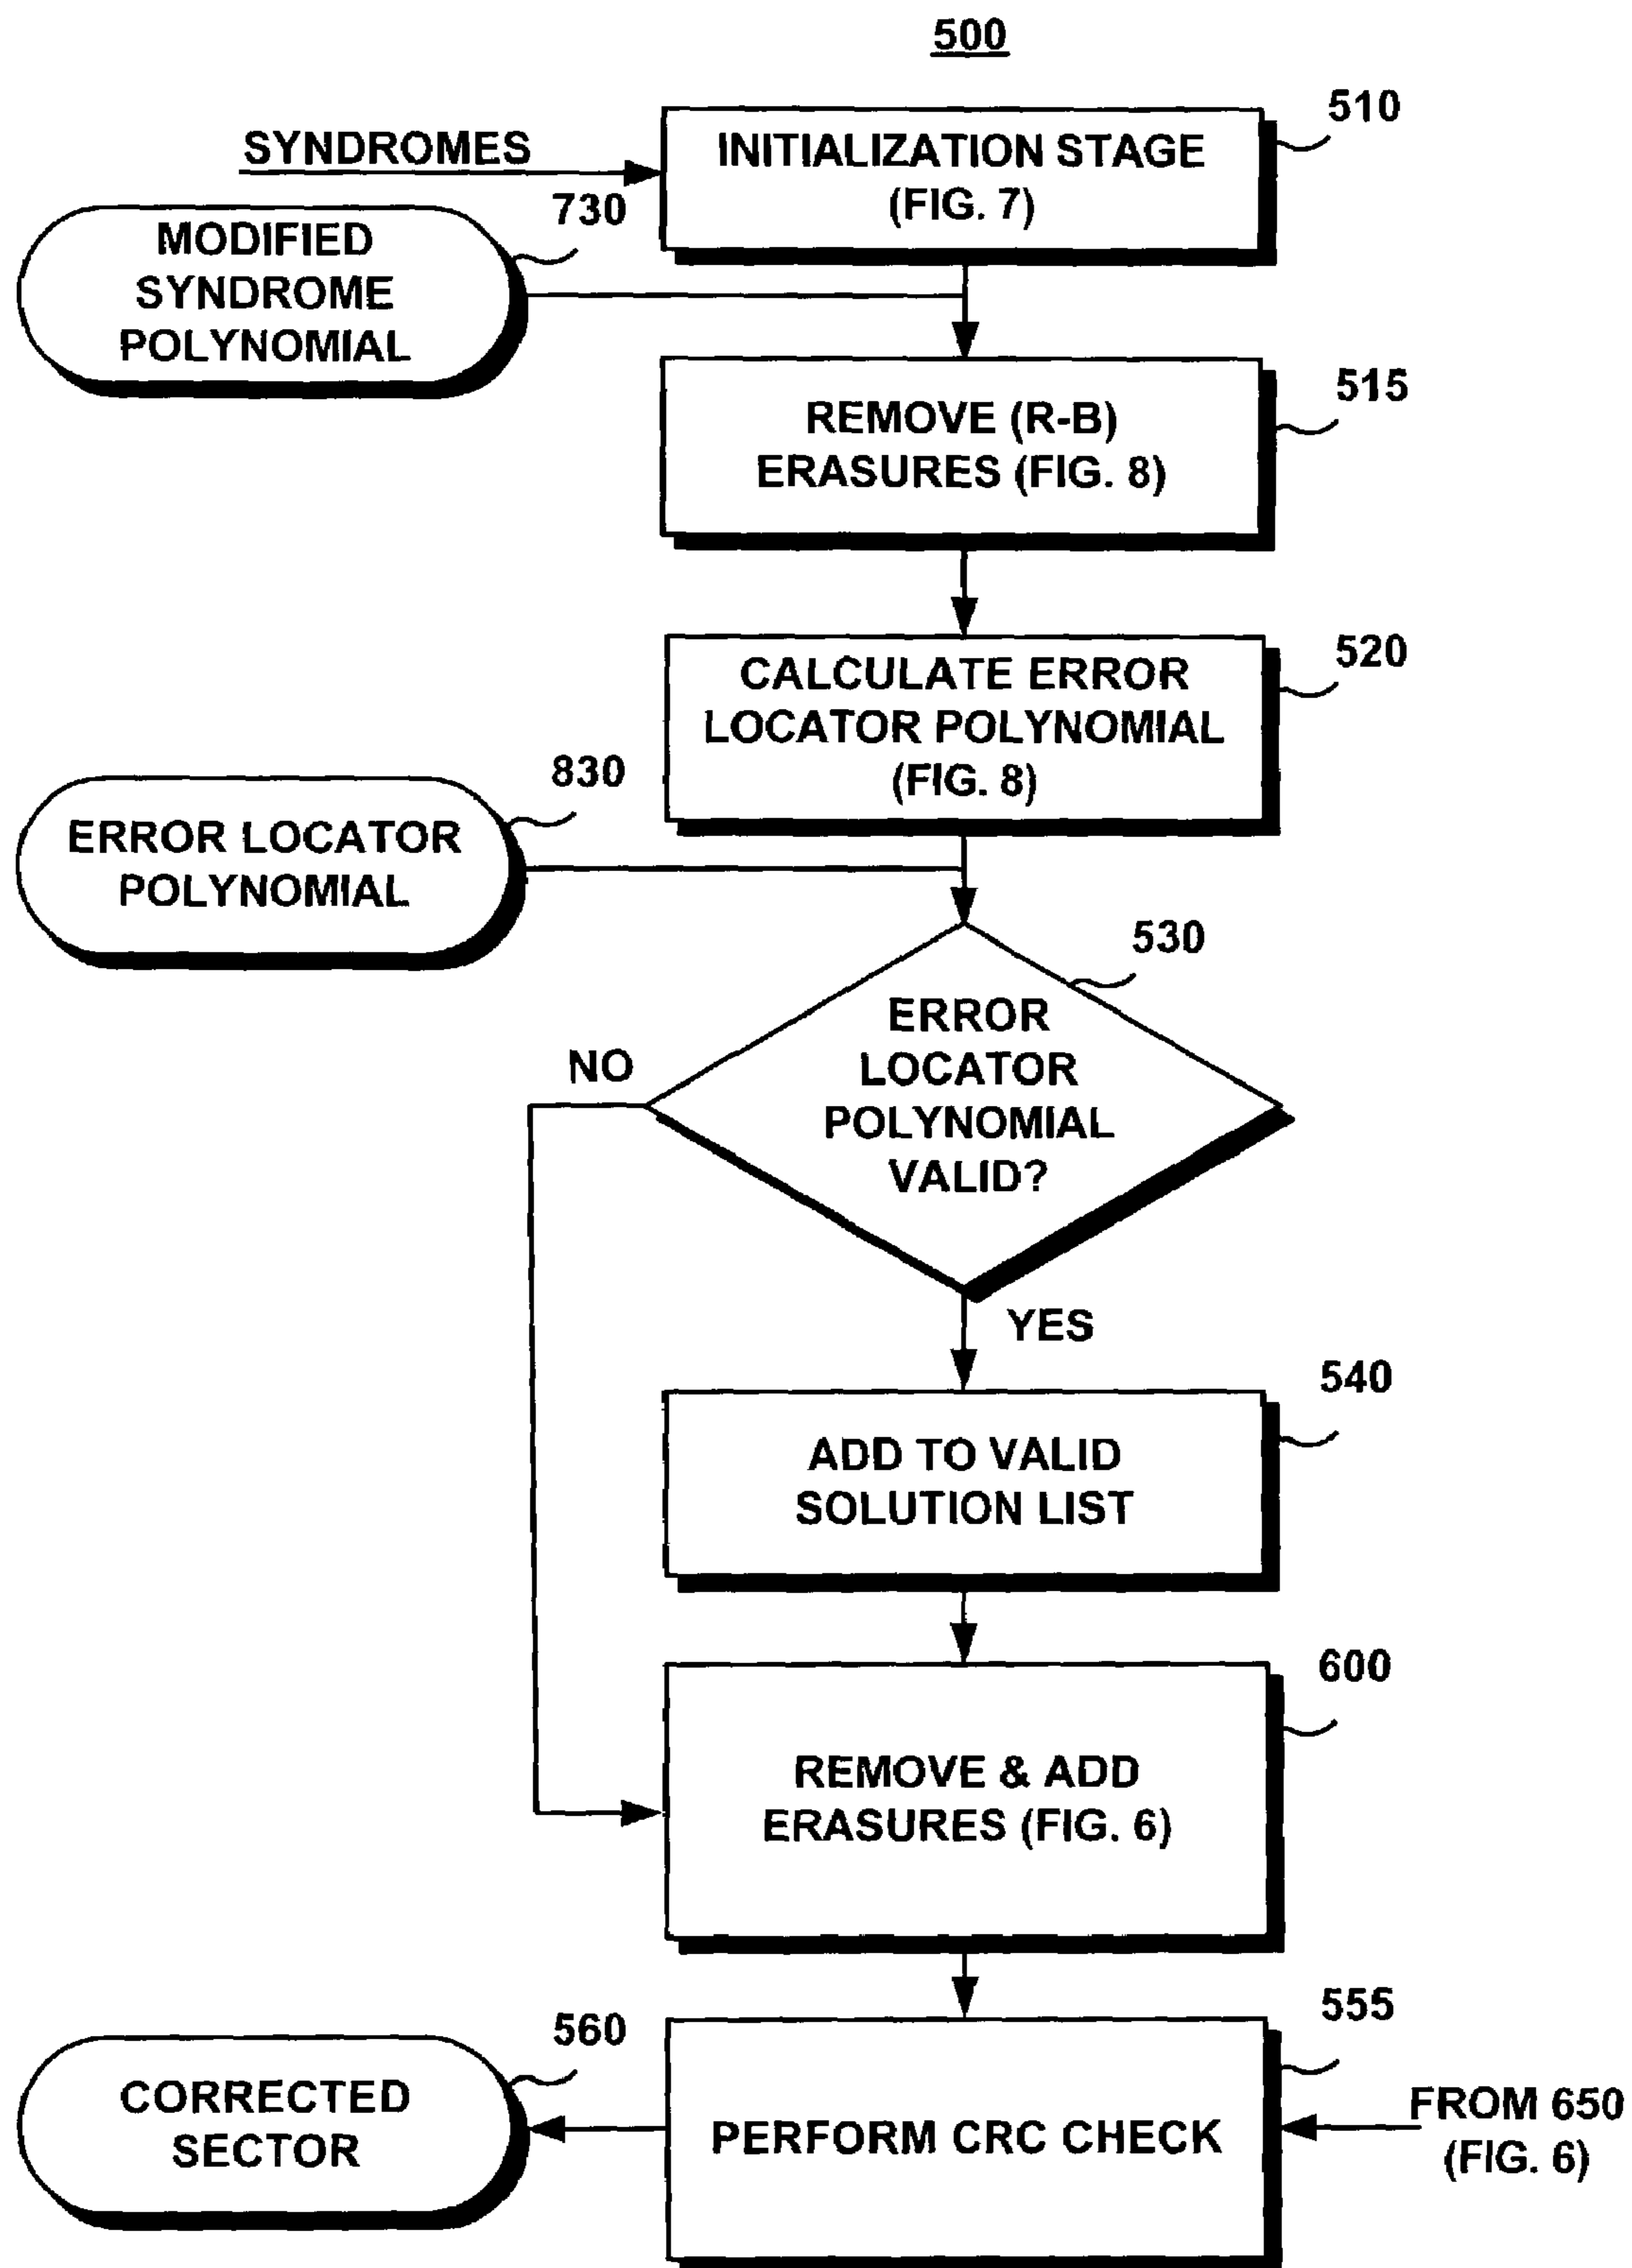 500
510
SYNDROMES
INITIALIZATION STAGE
(FIG. 7)
730
MODIFIED
SYNDROME
POLYNOMIAL
515
REMOVE (R-B)
ERASURES (FIG. 8)
520
CALCULATE ERROR
LOCATOR POLYNOMIAL
(FIG. 8)
830
ERROR LOCATOR
POLYNOMIAL
530
ERROR
LOCATOR
POLYNOMIAL
VALID?
NO
YES
540
ADD TO VALID
SOLUTION LIST
600
REMOVE & ADD
ERASURES (FIG. 6)
555
560
CORRECTED
SECTOR
PERFORM CRC CHECK
FROM 650
(FIG. 6)